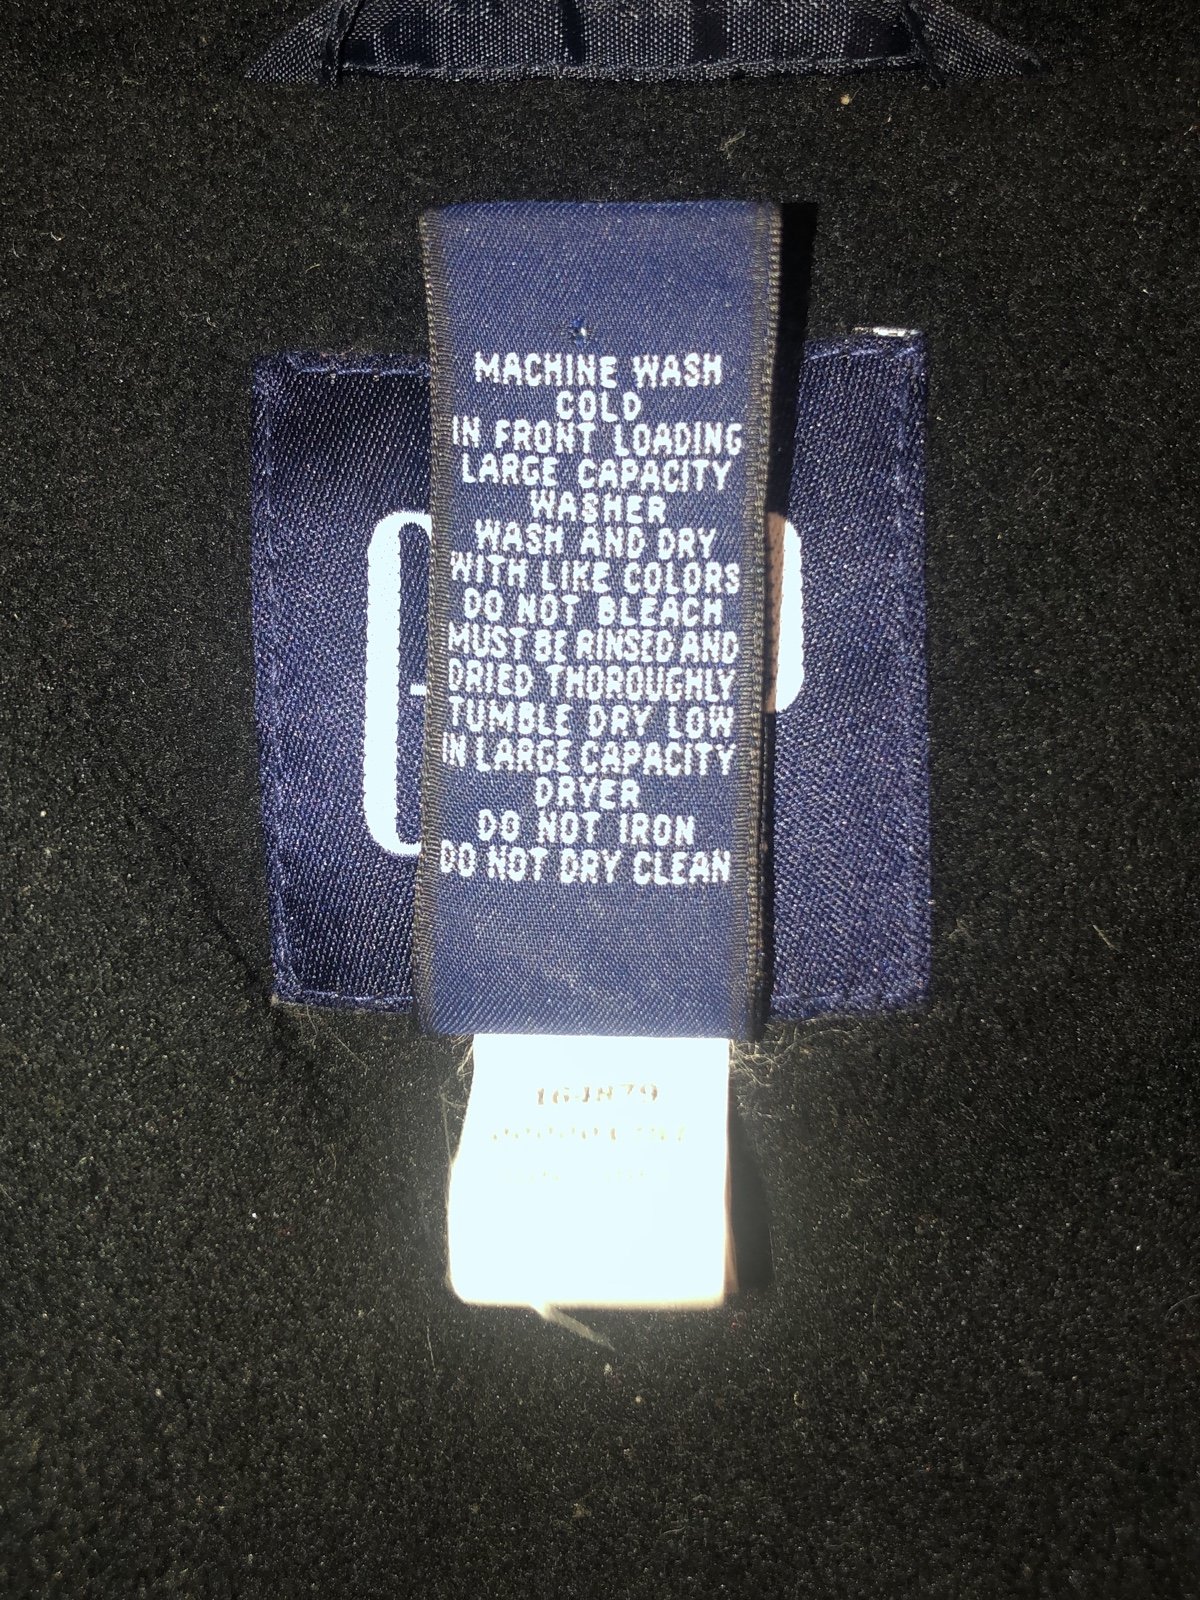 MACHINE WASH
COLD
IN FRONT LOADING
LARGE CAPACITY
WASHER
WASH AND DRY
WITH LIKE COLORS
DO NOT BLEACH
MUST BE RINSED AND
DRIED THOROUGHLY
TUMBLE DRY LOW
IN LARGE CAPACITY
DRYER
DO NOT IRON
DO NOT DRY CLEAN
16J879